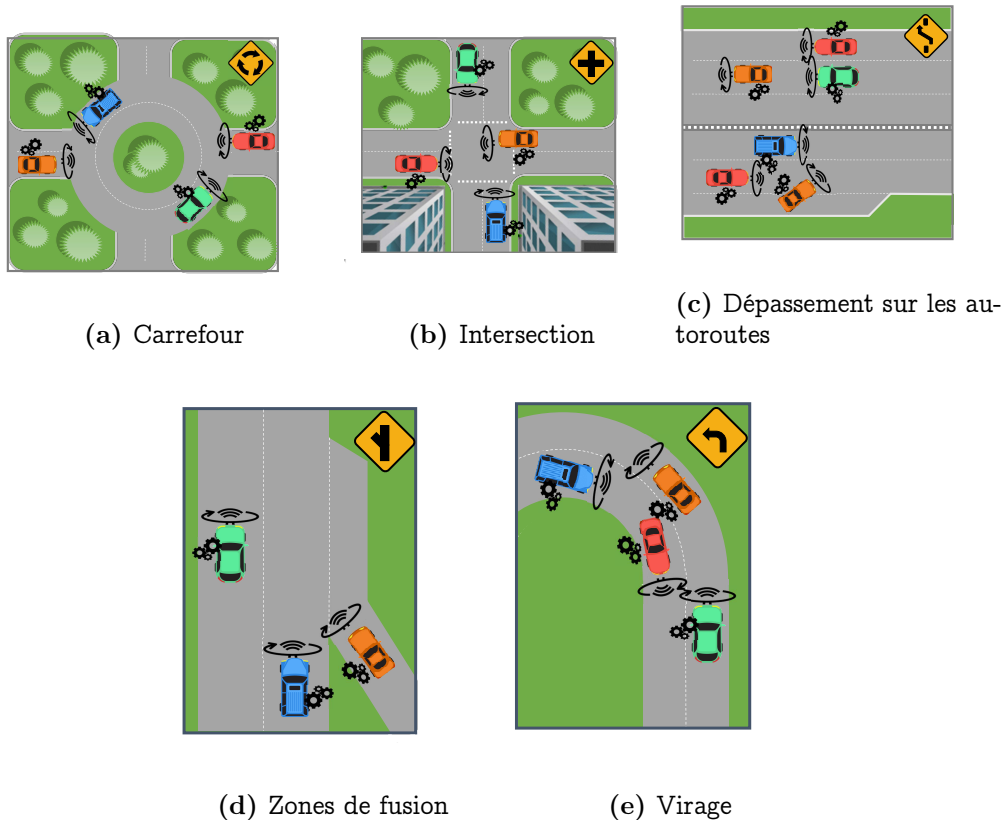 (a) Carrefour
(b) Intersection
(c) Dépassement sur les au-
toroutes
(d) Zones de fusion
(e) Virage